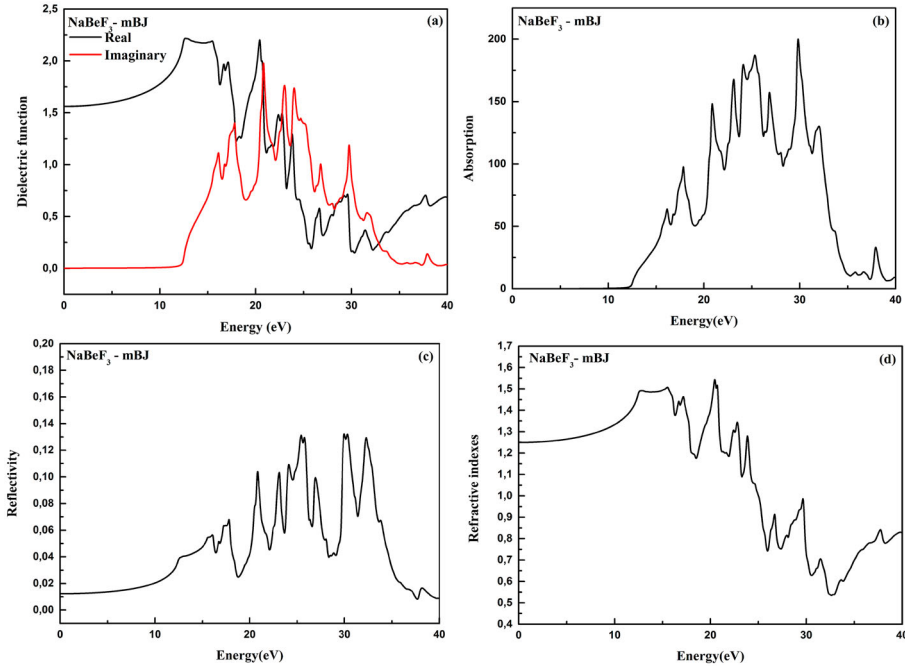 NaBeF3 - mBJ
(a)
Real
Imaginary
Dielectric function
2,5
2,0
1,5
1,0
0,5
0,0
0 10 20 30 40
Energy (eV)
NaBeF3 - mBJ
(b)
Absorption
200
150
100
50
0
0 10 20 30 40
Energy(eV)
NaBeF3 - mBJ
(c)
Reflectivity
0,20
0,18
0,16
0,14
0,12
0,10
0,08
0,06
0,04
0,02
0,00
0 10 20 30 40
Energy(eV)
NaBeF3 - mBJ
(d)
Refractive indexes
1,7
1,6
1,5
1,4
1,3
1,2
1,1
1,0
0,9
0,8
0,7
0,6
0,5
0,4
0 10 20 30 40
Energy(eV)